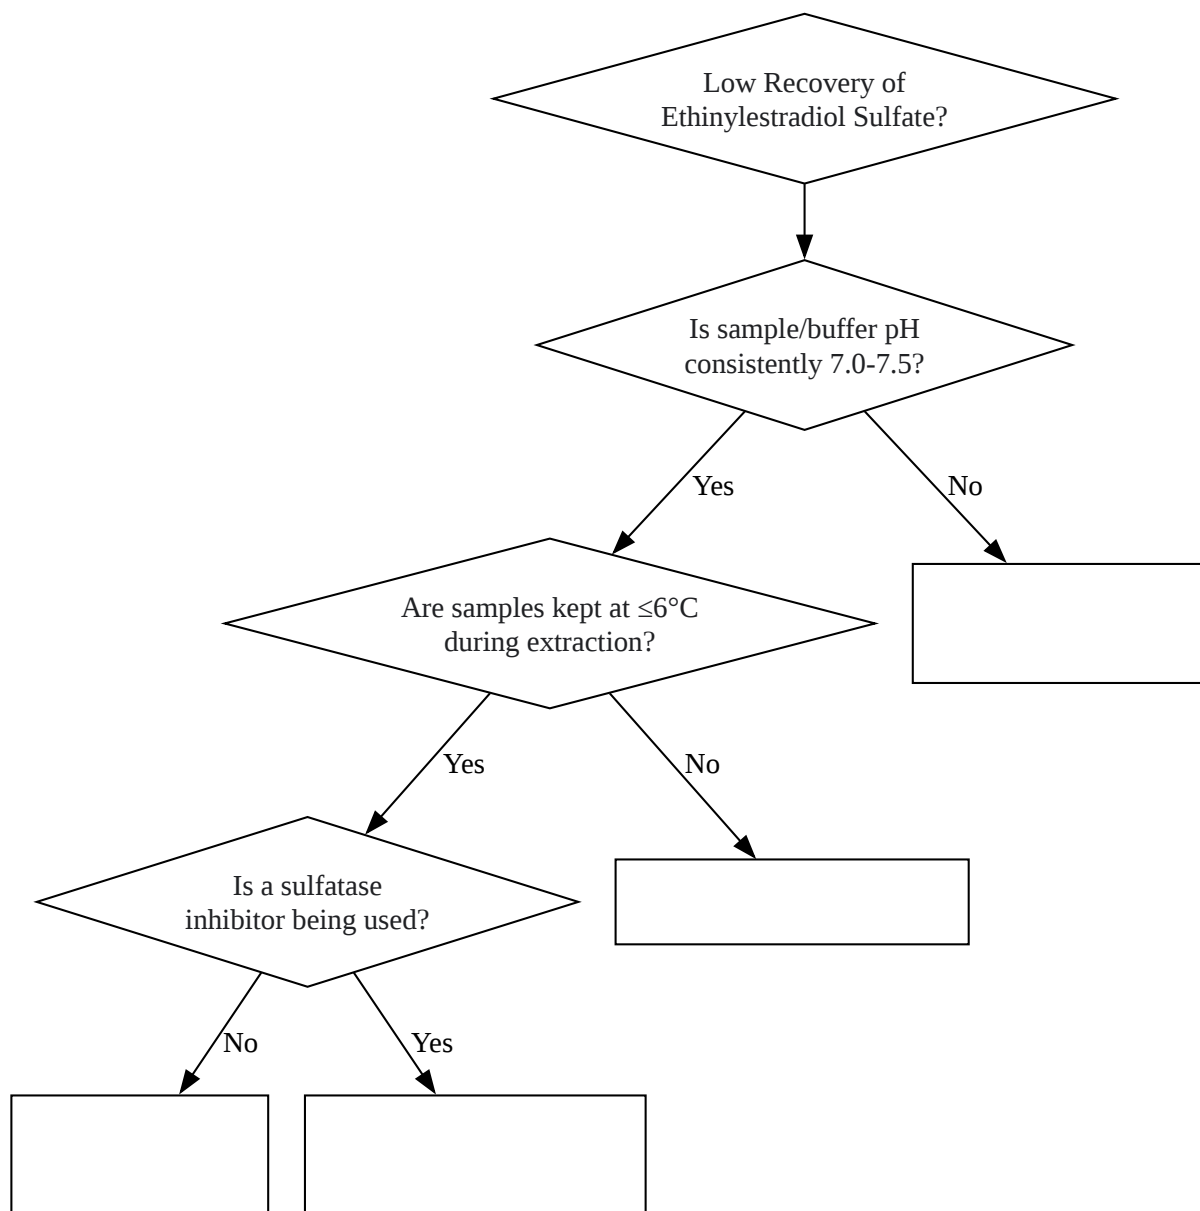 Low Recovery of
Ethinylestradiol Sulfate?
Is sample/buffer pH
consistently 7.0-7.5?
Yes
No
Are samples kept at ≤6°C
during extraction?
Yes
No
Is a sulfatase
inhibitor being used?
No
Yes